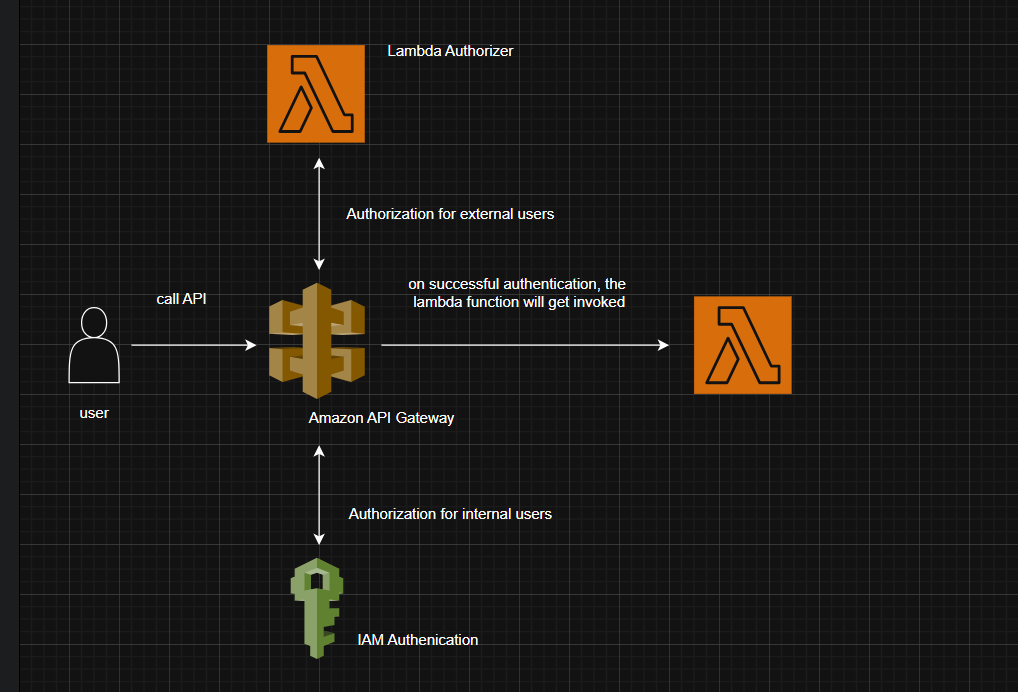 Lambda Authorizer
Authorization for external users
call API
on successful authentication, the
lambda function will get invoked
user
Amazon API Gateway
Authorization for internal users
IAM Authenication